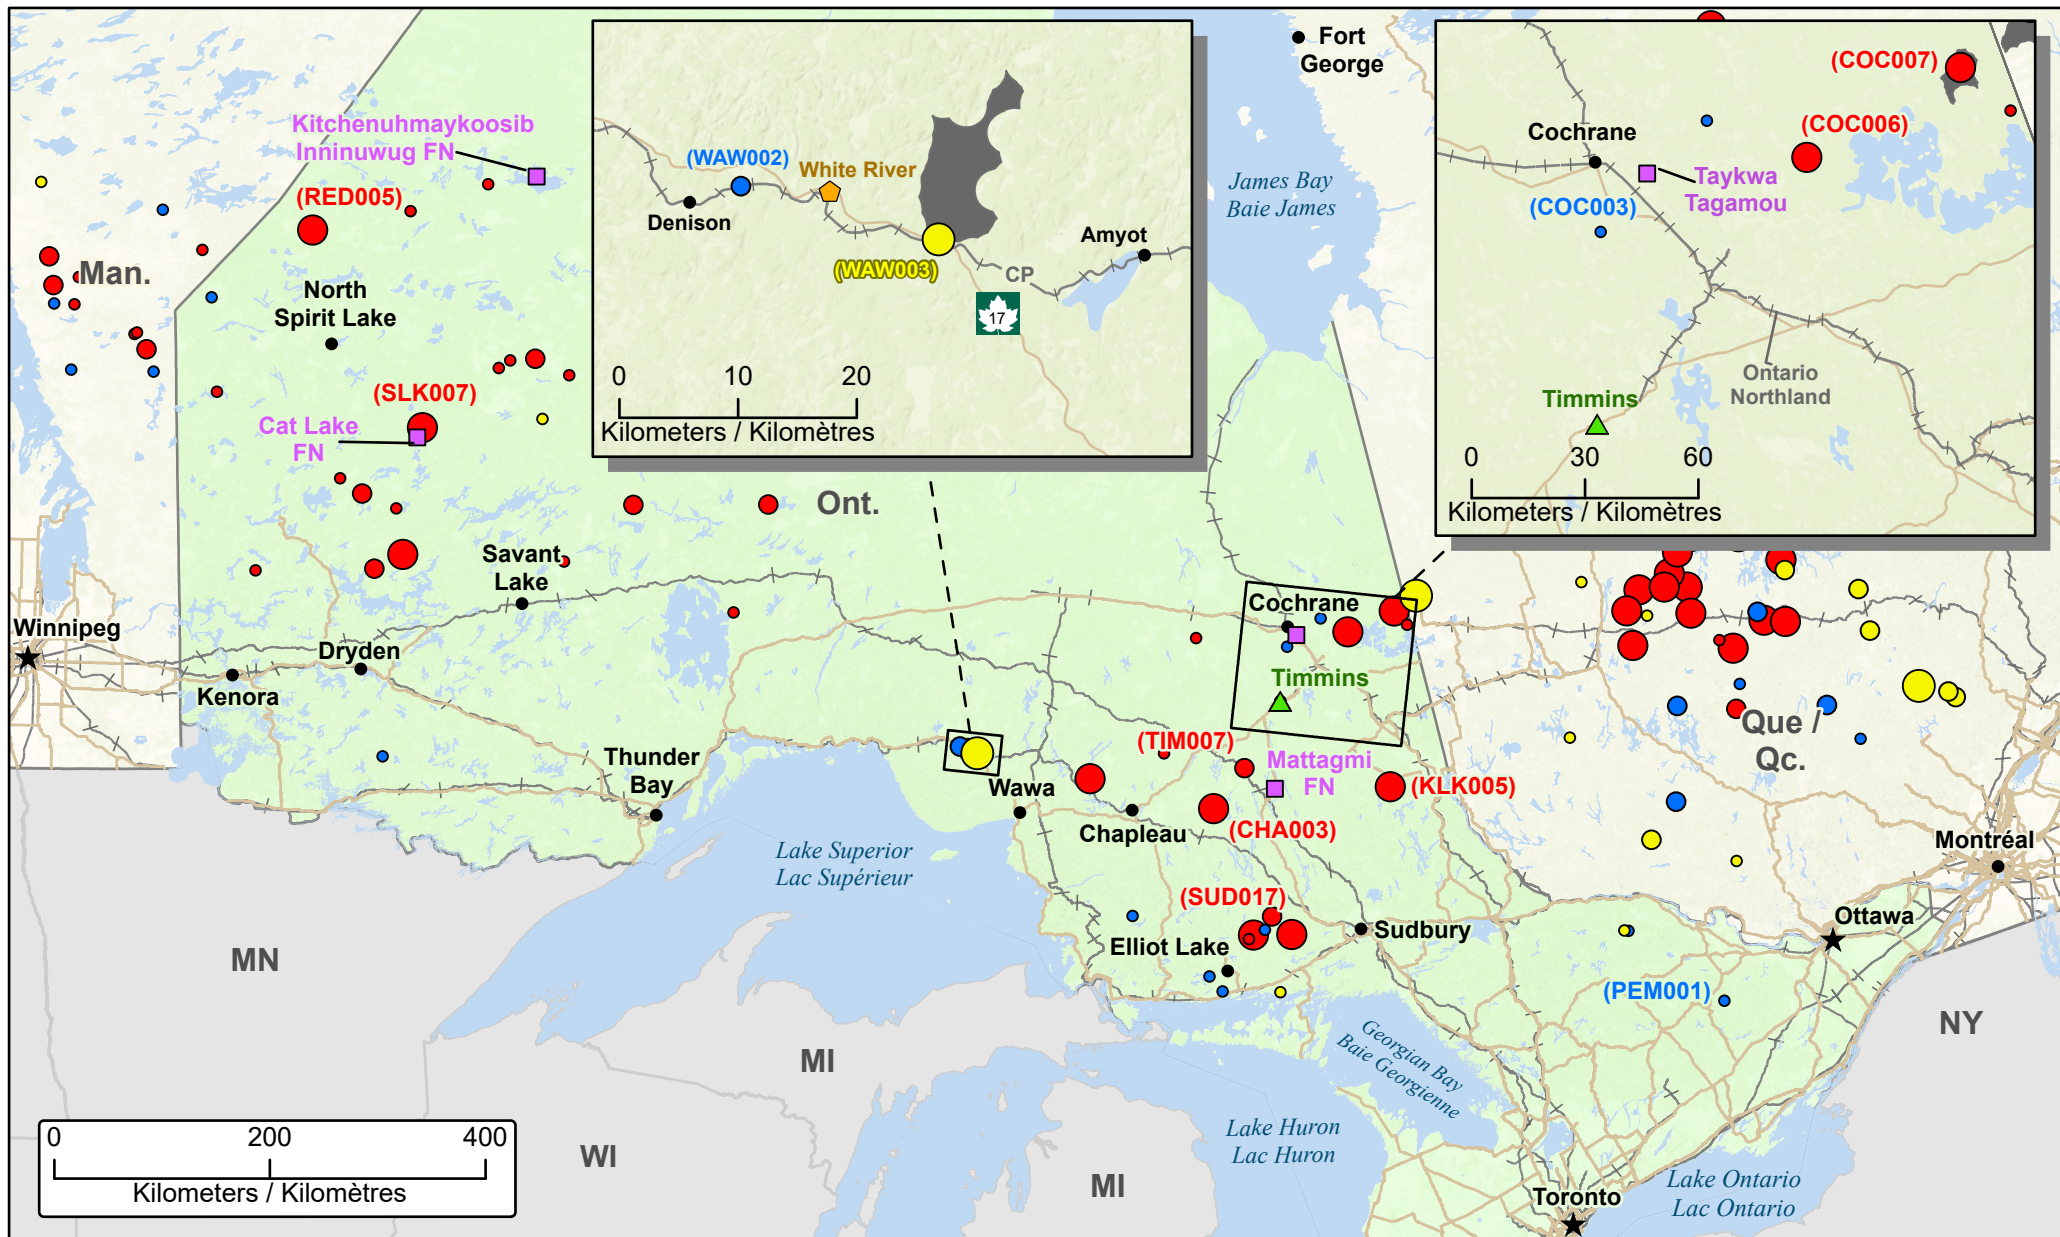 Fort
George
(COC007)
(COC006)
Cochrane
Taykwa
Tagamou
(COC003)
Ontario
Northland
Timmins
0 30 60
Kilometers / Kilomètres
(WAW002)
White River
Denison
Amyot
(WAW003)
CP
17
0 10 20
Kilometers / Kilomètres
James Bay
Baie James
Kitchenuhmaykoosib
Inninuwug FN
(RED005)
Man.
North
Spirit Lake
(SLK007)
Cat Lake
FN
Ont.
Savant
Lake
Winnipeg
Dryden
Kenora
Thunder
Bay
Cochrane
Timmins
(TIM007)
Mattagmi
FN
(KLK005)
Wawa
Chapleau
(CHA003)
Que /
Qc.
Montréal
Lake Superior
Lac Supérieur
(SUD017)
Elliot Lake
Sudbury
Ottawa
(PEM001)
MN
MI
NY
Georgian Bay
Baie Georgienne
Lake Huron
Lac Huron
WI
MI
Toronto
Lake Ontario
Lac Ontario
0 200 400
Kilometers / Kilomètres